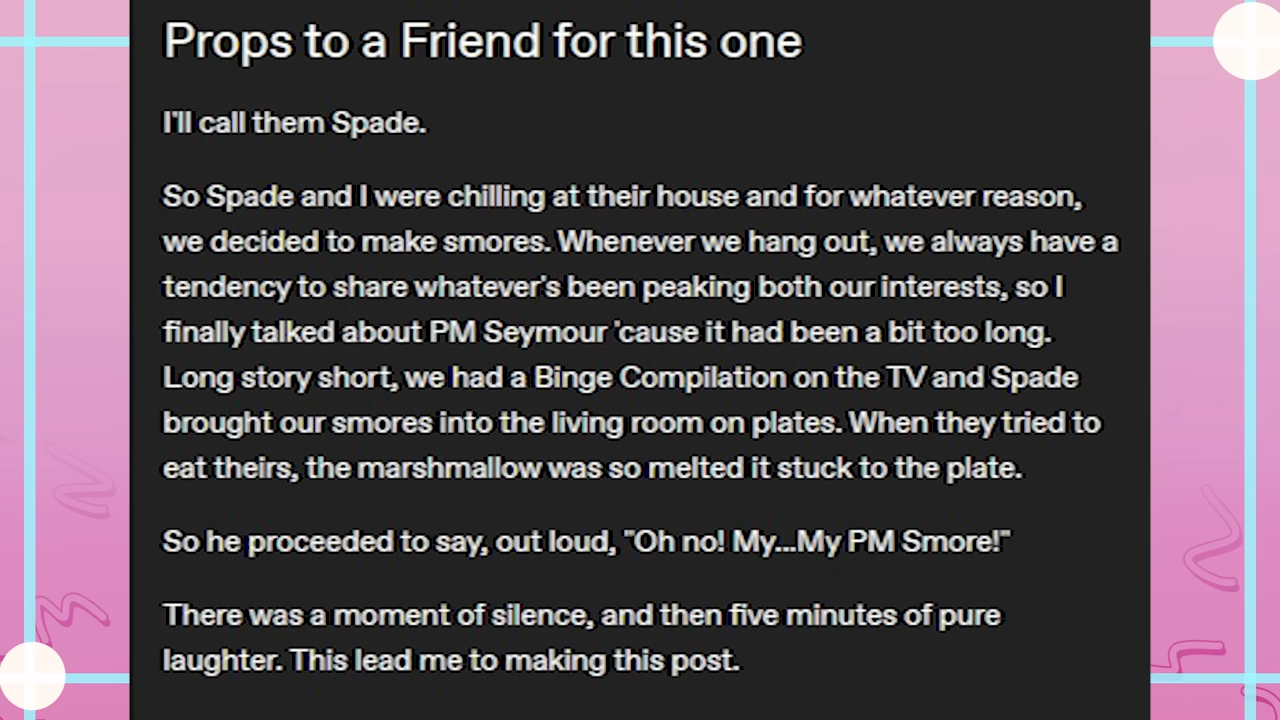 Props to a Friend for this one
I'll call them Spade.
So Spade and I were chilling at their house and for whatever reason,
we decided to make smores. Whenever we hang out, we always have a
tendency to share whatever's been peaking both our interests, so I
finally talked about PM Seymour 'cause it had been a bit too long.
Long story short, we had a Binge Compilation on the TV and Spade
brought our smores into the living room on plates. When they tried to
eat theirs, the marshmallow was so melted it stuck to the plate.
So he proceeded to say, out loud, "Oh no! My...My PM Smore!"
There was a moment of silence, and then five minutes of pure
laughter. This lead me to making this post.